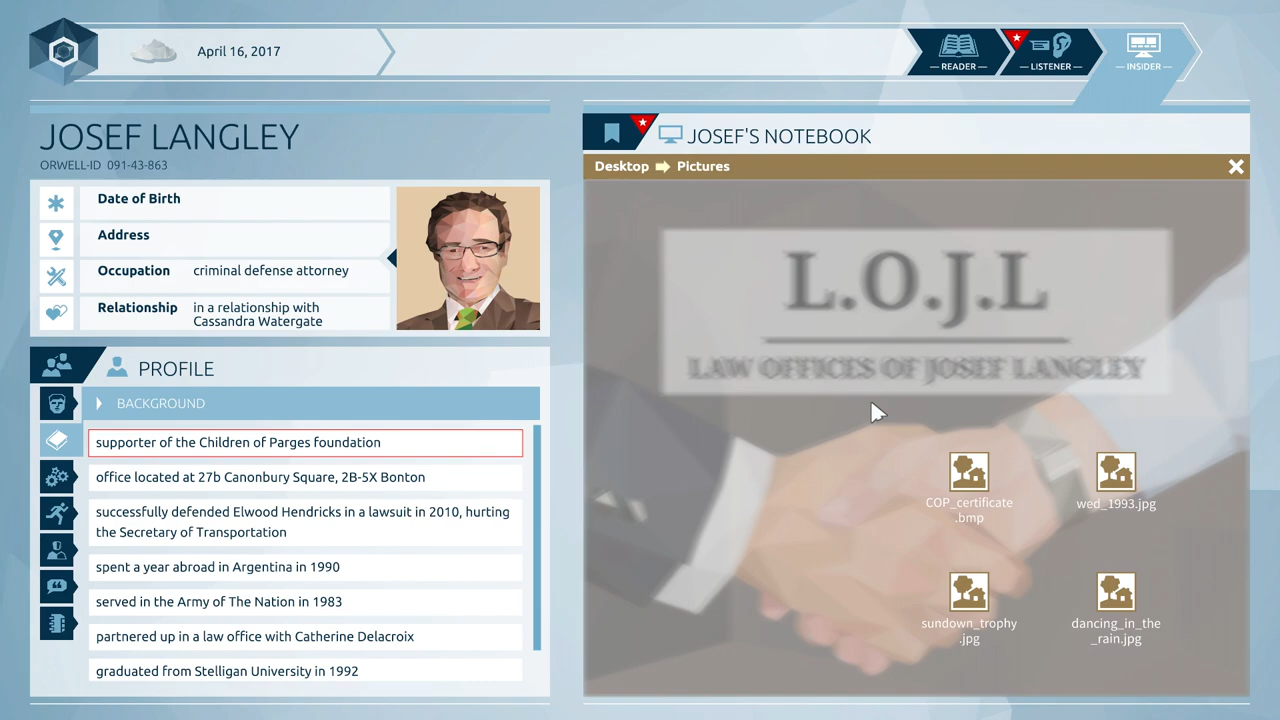 April 16, 2017
READER
LISTENER
INSIDER
JOSEF LANGLEY
ORWELL-ID 091-43-863
Date of Birth
Address
Occupation criminal defense attorney
Relationship in a relationship with
Cassandra Watergate
PROFILE
BACKGROUND
supporter of the Children of Parges foundation
office located at 27b Canonbury Square, 2B-5X Bonton
successfully defended Elwood Hendricks in a lawsuit in 2010, hurting
the Secretary of Transportation
spent a year abroad in Argentina in 1990
served in the Army of The Nation in 1983
partnered up in a law office with Catherine Delacroix
graduated from Stelligan University in 1992
JOSEF'S NOTEBOOK
Desktop Pictures
L.O.J.L
LAW OFFICES OF JOSEF LANGLEY
COP_certificate
.bmp
wed_1993.jpg
sundown_trophy
.jpg
dancing_in_the
_rain.jpg